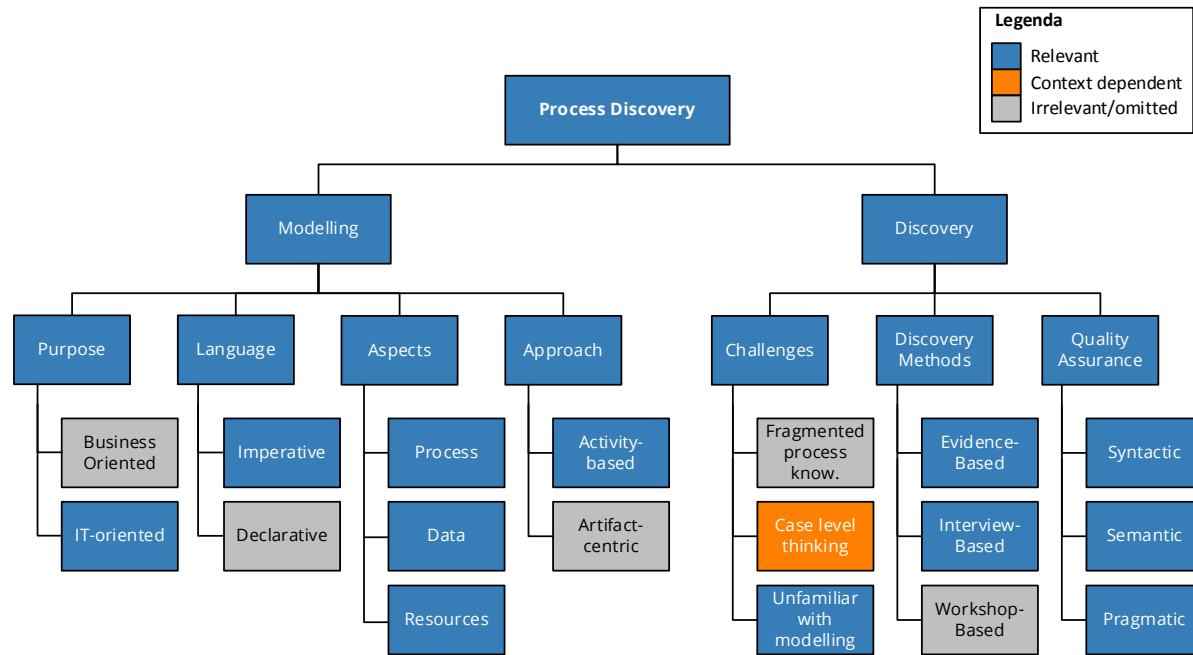 Legenda
Relevant
Context dependent
Irrelevant/omitted
Process Discovery
Modelling
Discovery
Purpose
Language
Aspects
Approach
Challenges
Discovery
Methods
Quality
Assurance
Business
Oriented
Imperative
Process
Activity-
based
Fragmented
process
know.
Evidence-
Based
Syntactic
IT-oriented
Declarative
Data
Artifact-
centric
Case level
thinking
Interview-
Based
Semantic
Resources
Unfamiliar
with
modelling
Workshop-
Based
Pragmatic